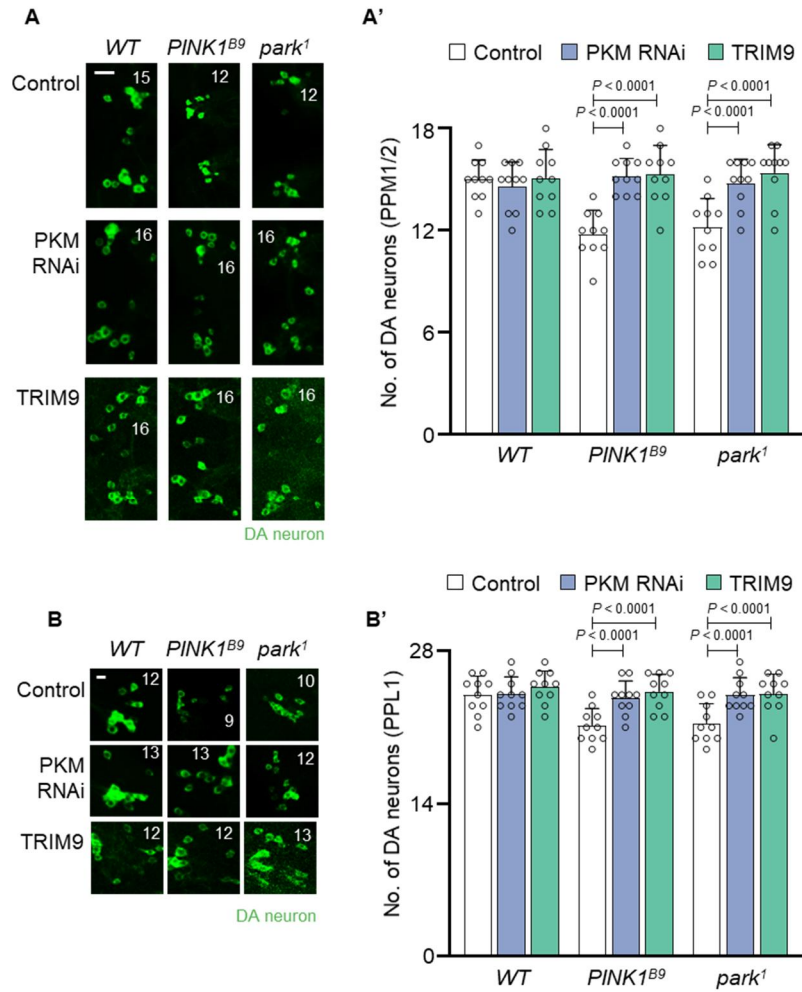 A
WT PINK1B9 park1
Control 15 12 12
PKM RNAi 16 16 16
TRIM9 16 16 16
DA neuron
A'
Control PKM RNAi TRIM9
P < 0.0001 P < 0.0001
P < 0.0001 P < 0.0001
No. of DA neurons (PPM1/2)
18
12
6
0
WT PINK1B9 park1
B
WT PINK1B9 park1
Control 12 9 10
PKM RNAi 13 13 12
TRIM9 12 12 13
DA neuron
B'
Control PKM RNAi TRIM9
P < 0.0001 P < 0.0001
P < 0.0001 P < 0.0001
No. of DA neurons (PPL1)
28
14
0
WT PINK1B9 park1